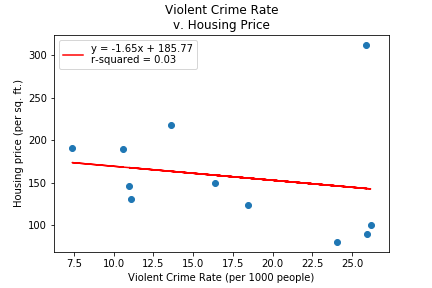 Violent Crime Rate
v. Housing Price
y = -1.65x + 185.77
r-squared = 0.03
Housing price (per sq. ft.)
300
250
200
150
100
7.5 10.0 12.5 15.0 17.5 20.0 22.5 25.0
Violent Crime Rate (per 1000 people)